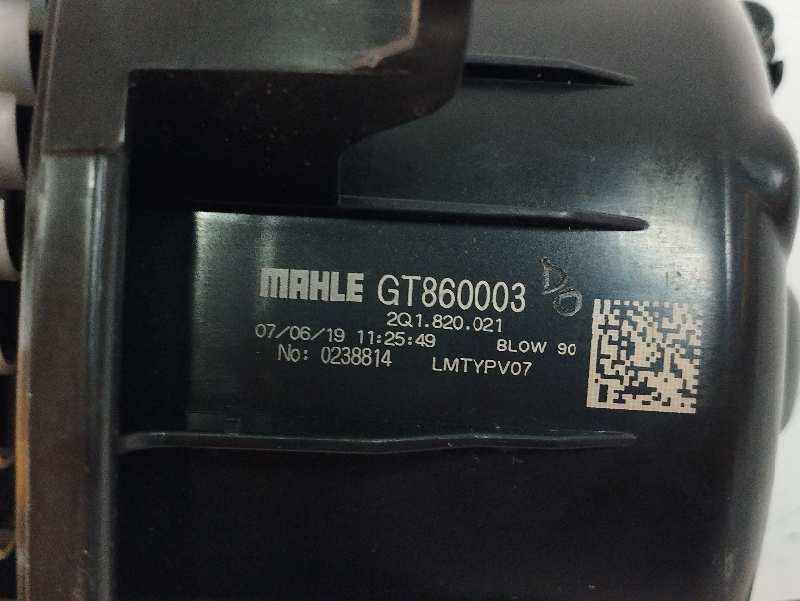 MAHLE GT860003
2Q1.820.021
07/06/19 11:25:49 BLOW 90
No: 0238814 LMTYPV07